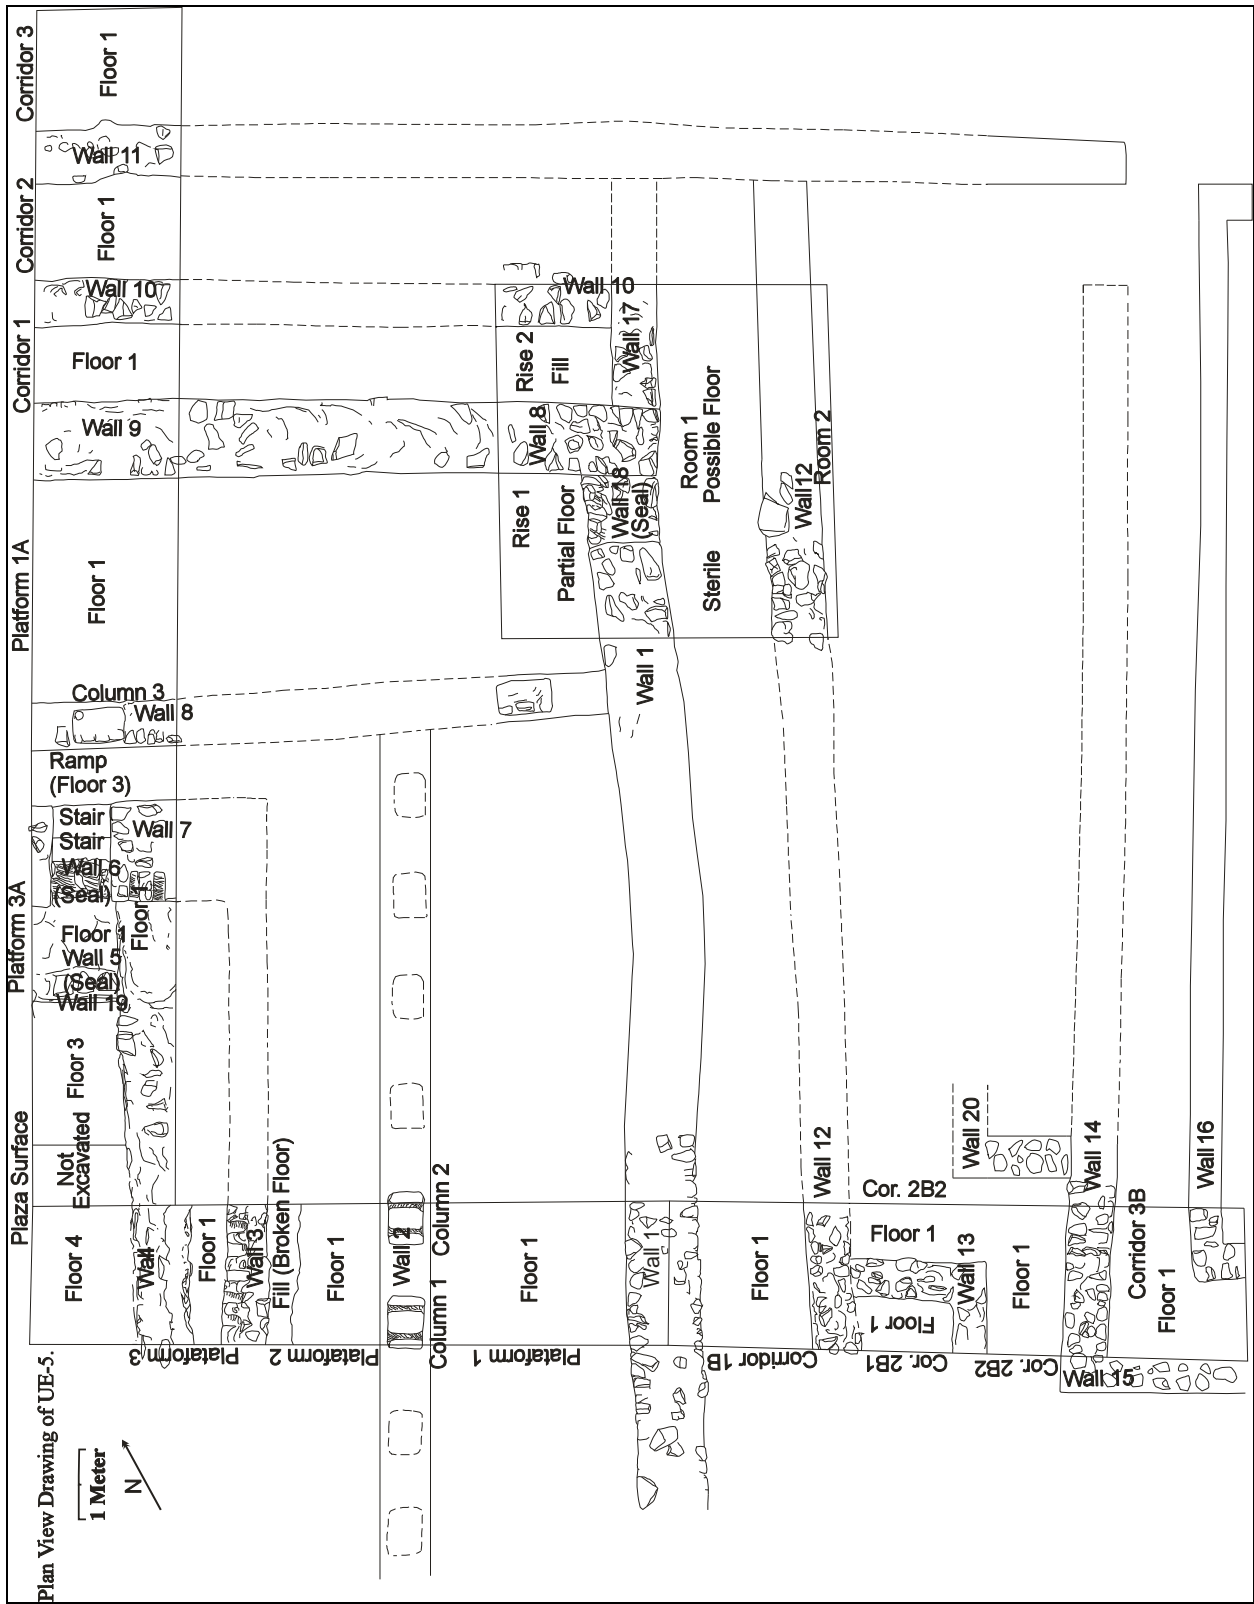 Corridor 3
Floor 1
Wall 11
Corridor 2
Floor 1
Wall 10
Wall 10
Corridor 1
Floor 1
Rise 2
Fill
Wall 17
Wall 9
Wall 8
Room 1
Possible Floor
Room 2
Wall 12
Wall 18
(Seal)
Rise 1
Partial Floor
Sterile
Platform 1A
Floor 1
Wall 1
Column 3
Wall 8
Ramp
(Floor 3)
Stair
Stair
Wall 7
Wall 6
(Seal)
Floor 1
Platform 3A
Floor 1
Wall 5
(Seal)
Wall 19
Floor 3
Not
Excavated
Plaza Surface
Floor 4
Wall 4
Floor 1
Wall 3
Fill (Broken Floor)
Floor 1
Wall 2
Column 2
Column 1
Floor 1
Wall 1
Floor 1
Wall 12
Cor. 2B2
Floor 1
Wall 20
Wall 13
Floor 1
Floor 1
Wall 14
Corridor 3B
Floor 1
Wall 16
Wall 15
Plataform 3
Plataform 2
Plataform 1
Corridor 1B
Cor. 2B1
Cor. 2B2
Plan View Drawing of UE-5.
1 Meter
N